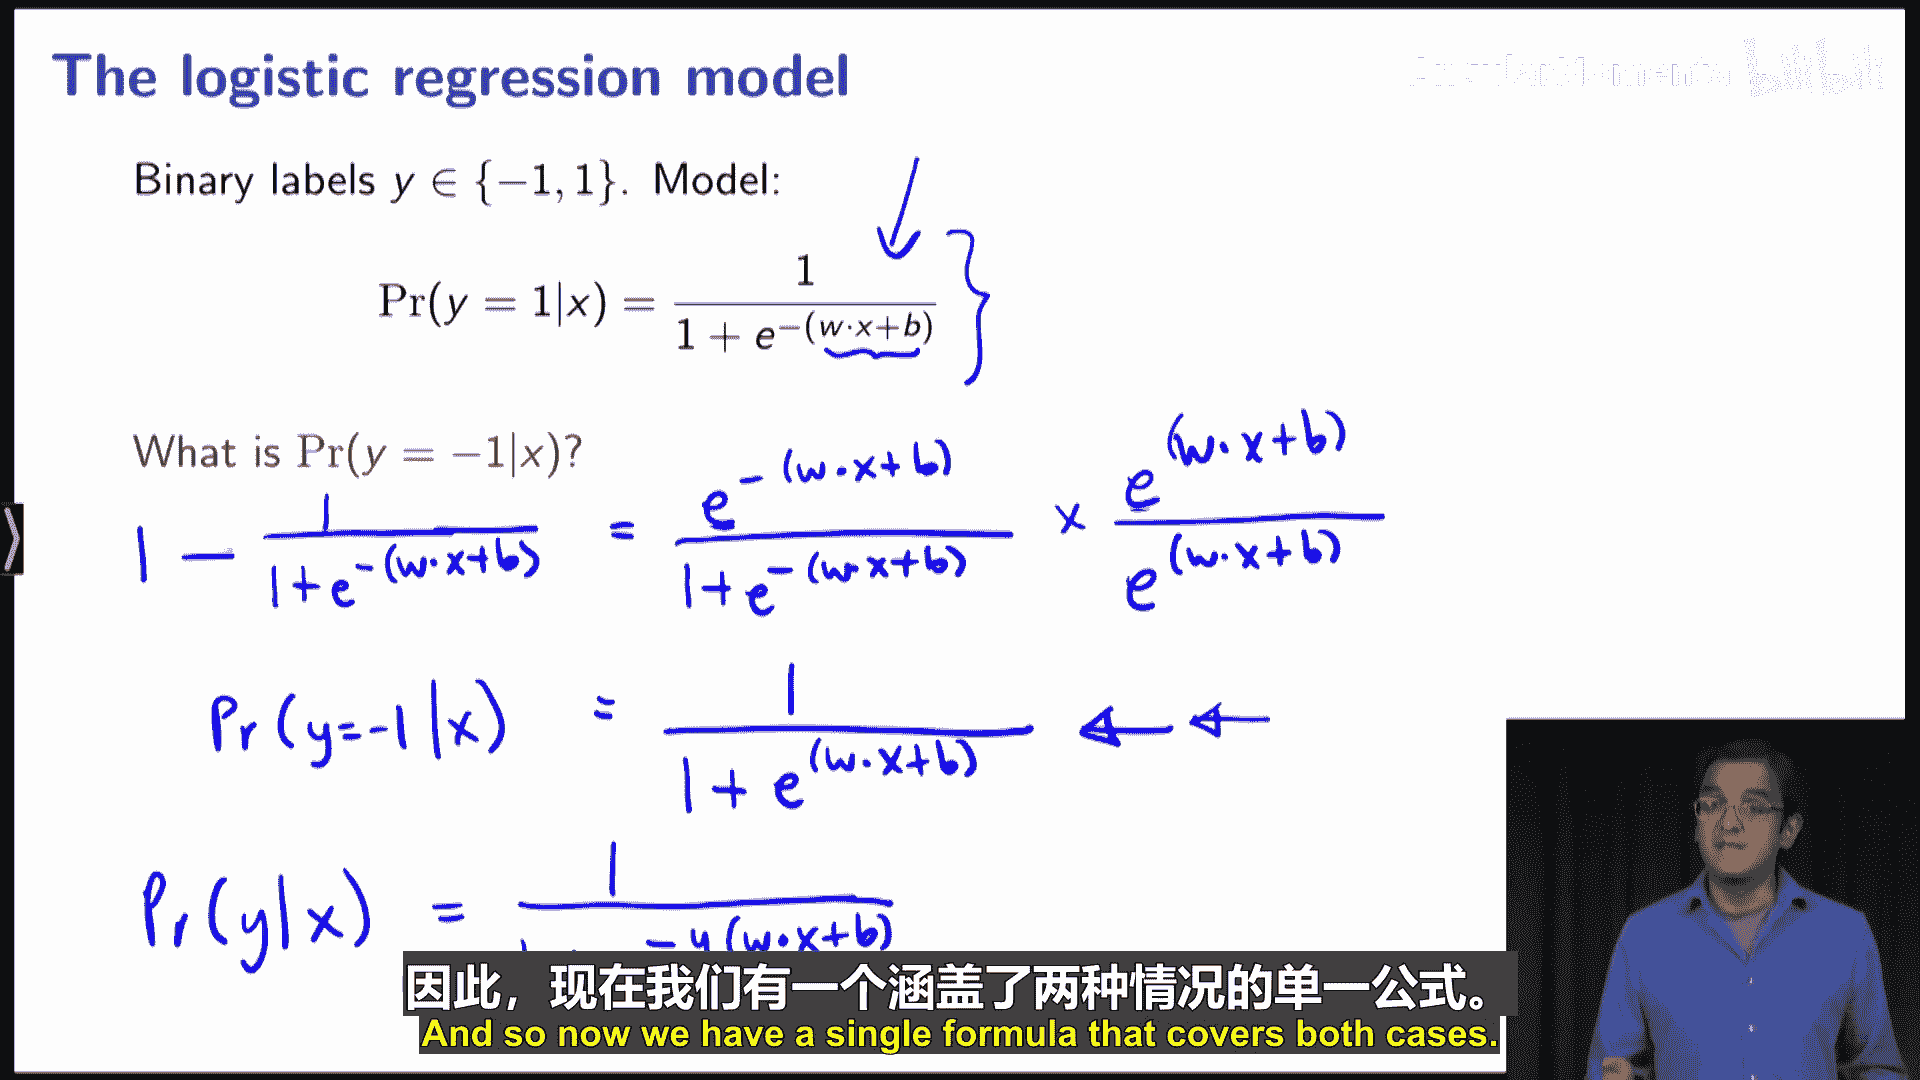 The logistic regression model
bilibili
Binary labels y ∈ {−1, 1}. Model:
Pr(y = 1|x) = 1 / (1 + e^−(w·x+b))
What is Pr(y = −1|x)?
1 − 1 / (1+e^−(w·x+b)) = e^−(w·x+b) / (1+e^−(w·x+b)) × e^(w·x+b) / e^(w·x+b)
Pr(y=-1|x) = 1 / (1 + e^(w·x+b))
Pr(y|x) = 1 / −y(w·x+b)
因此，现在我们有一个涵盖了两种情况的单一公式。
And so now we have a single formula that covers both cases.